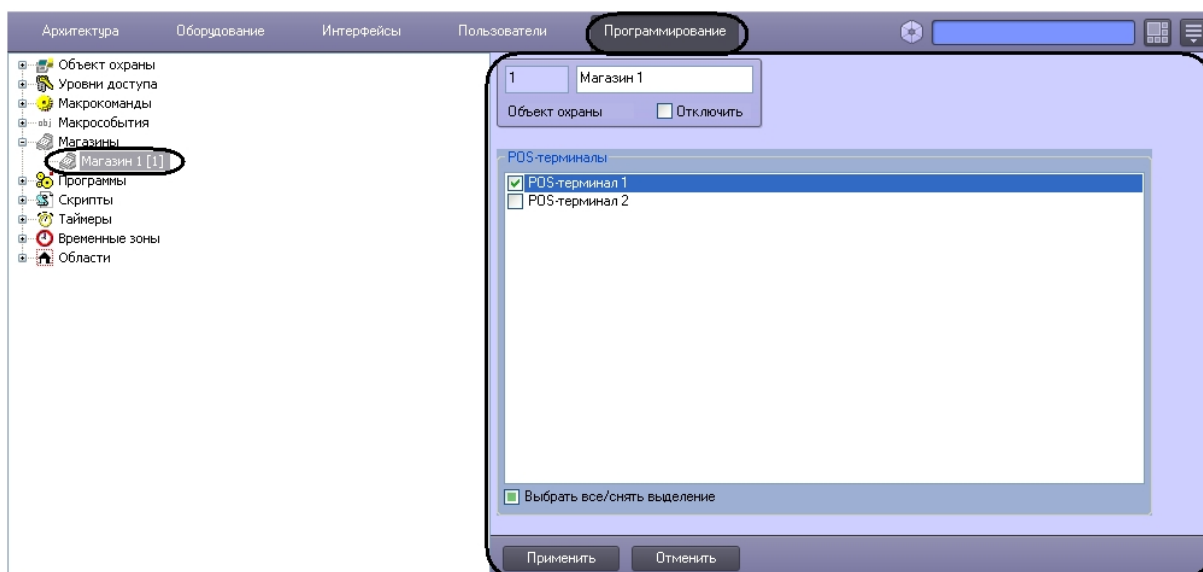 Архитектура Оборудование Интерфейсы Пользователи Программирование
Объект охраны
Уровни доступа
Макрокоманды
obj Макрособытия
Магазины
Магазин 1 [1]
Программы
Скрипты
Таймеры
Временные зоны
Области
1 Магазин 1
Объект охраны Отключить
POS-терминалы
POS-терминал 1
POS-терминал 2
Выбрать все/снять выделение
Применить Отменить